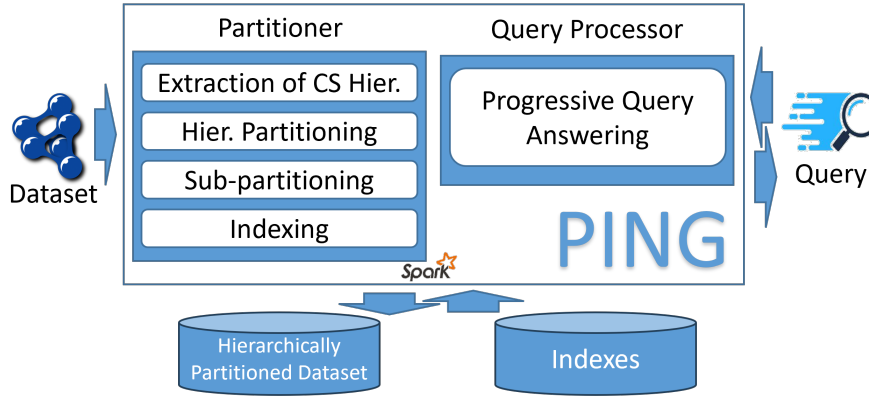 Partitioner
Query Processor
Extraction of CS Hier.
Hier. Partitioning
Sub-partitioning
Indexing
Progressive Query
Answering
Dataset
Query
PING
Spark
Hierarchically
Partitioned Dataset
Indexes